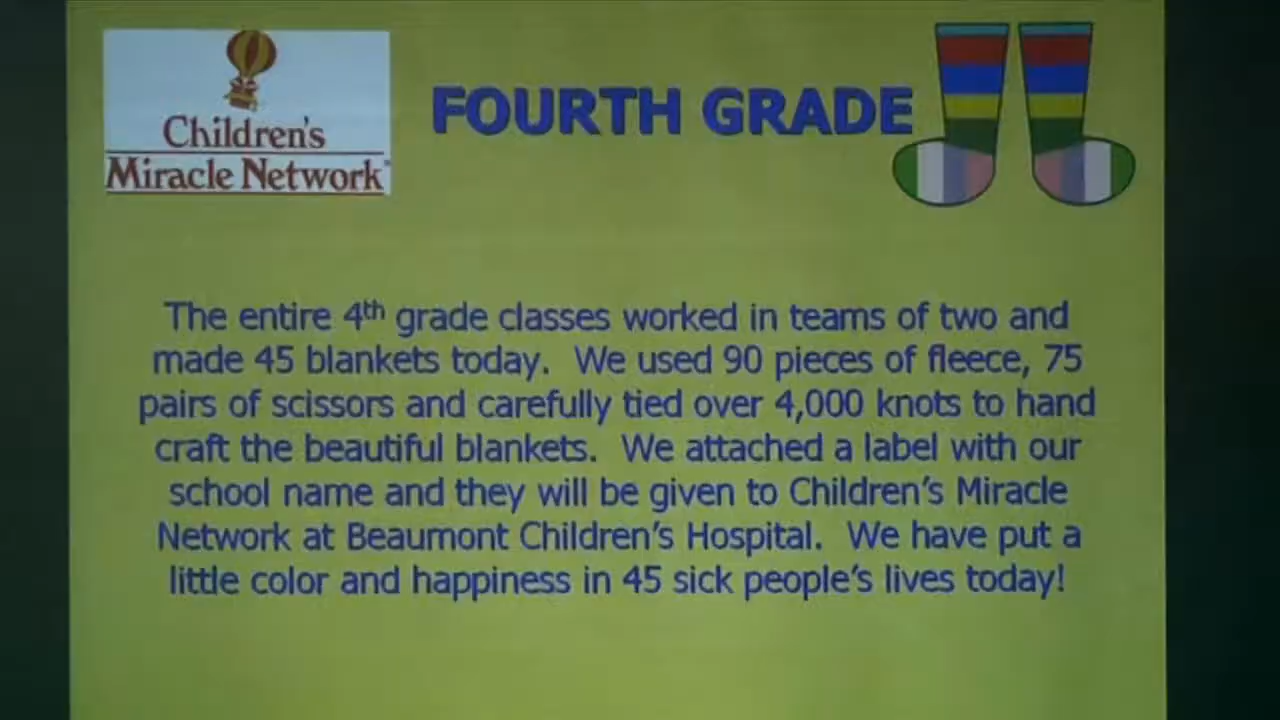 Children's
Miracle Network
FOURTH GRADE
The entire 4th grade classes worked in teams of two and
made 45 blankets today. We used 90 pieces of fleece, 75
pairs of scissors and carefully tied over 4,000 knots to hand
craft the beautiful blankets. We attached a label with our
school name and they will be given to Children's Miracle
Network at Beaumont Children's Hospital. We have put a
little color and happiness in 45 sick people's lives today!